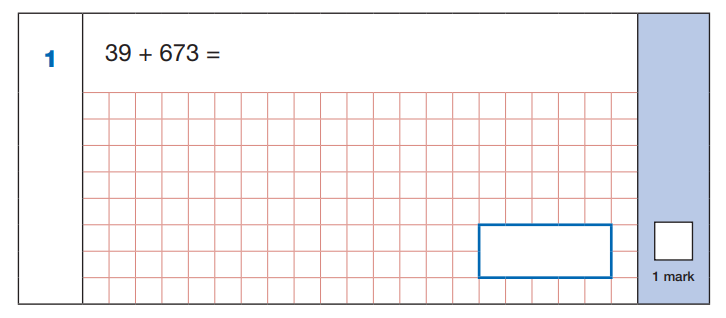 1
39 + 673 =
1 mark